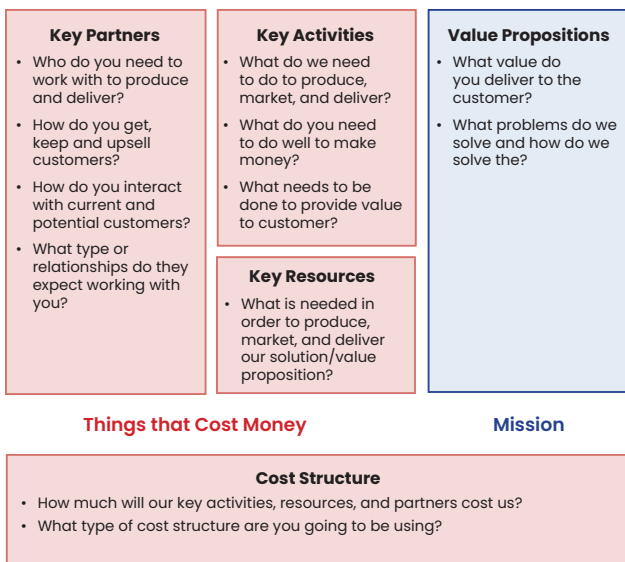 Key Partners
• Who do you need to
work with to produce
and deliver?
• How do you get,
keep and upsell
customers?
• How do you interact
with current and
potential customers?
• What type or
relationships do they
expect working with
you?
Key Activities
• What do we need
to do to produce,
market, and deliver?
• What do you need
to do well to make
money?
• What needs to be
done to provide value
to customer?
Key Resources
• What is needed in
order to produce,
market, and deliver
our solution/value
proposition?
Value Propositions
• What value do
you deliver to the
customer?
• What problems do we
solve and how do we
solve the?
Things that Cost Money
Mission
Cost Structure
• How much will our key activities, resources, and partners cost us?
• What type of cost structure are you going to be using?